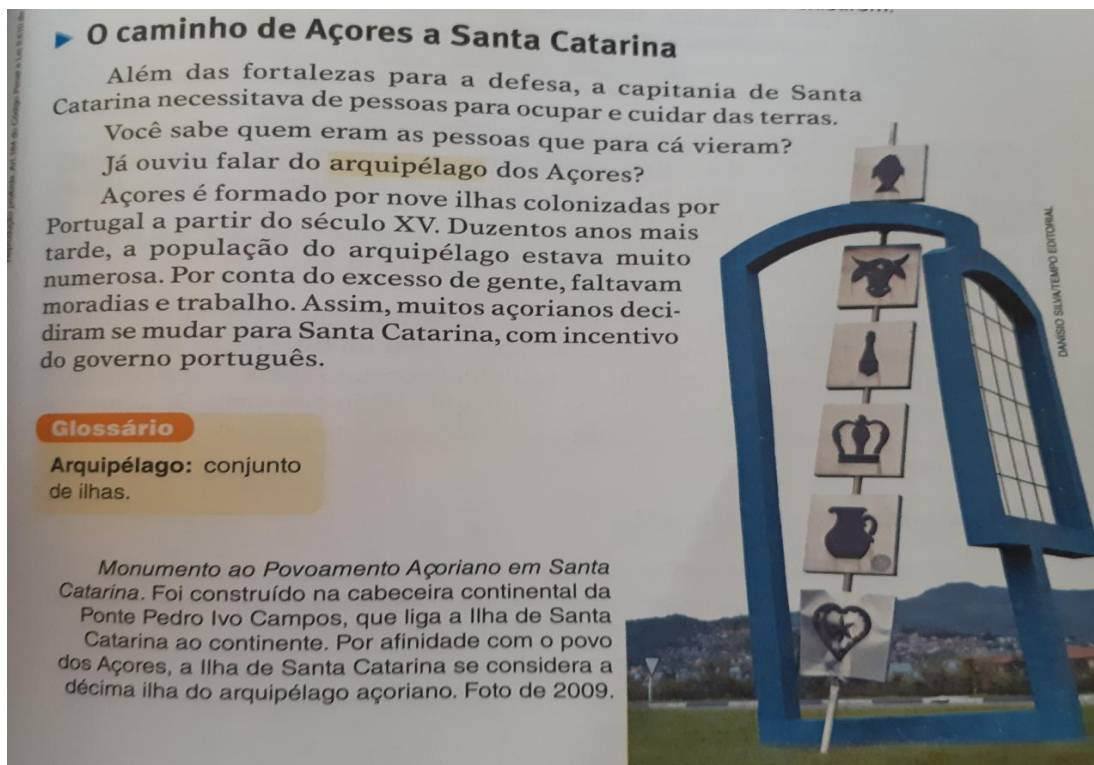 O caminho de Açores a Santa Catarina
Além das fortalezas para a defesa, a capitania de Santa
Catarina necessitava de pessoas para ocupar e cuidar das terras.
Você sabe quem eram as pessoas que para cá vieram?
Já ouviu falar do arquipélago dos Açores?
Açores é formado por nove ilhas colonizadas por
Portugal a partir do século XV. Duzentos anos mais
tarde, a população do arquipélago estava muito
numerosa. Por conta do excesso de gente, faltavam
moradias e trabalho. Assim, muitos açorianos deci-
diram se mudar para Santa Catarina, com incentivo
do governo português.
Glossário
Arquipélago: conjunto
de ilhas.
Monumento ao Povoamento Açoriano em Santa
Catarina. Foi construído na cabeceira continental da
Ponte Pedro Ivo Campos, que liga a Ilha de Santa
Catarina ao continente. Por afinidade com o povo
dos Açores, a Ilha de Santa Catarina se considera a
décima ilha do arquipélago açoriano. Foto de 2009.
DANÍSIO SILVA/TEMPO EDITORIAL